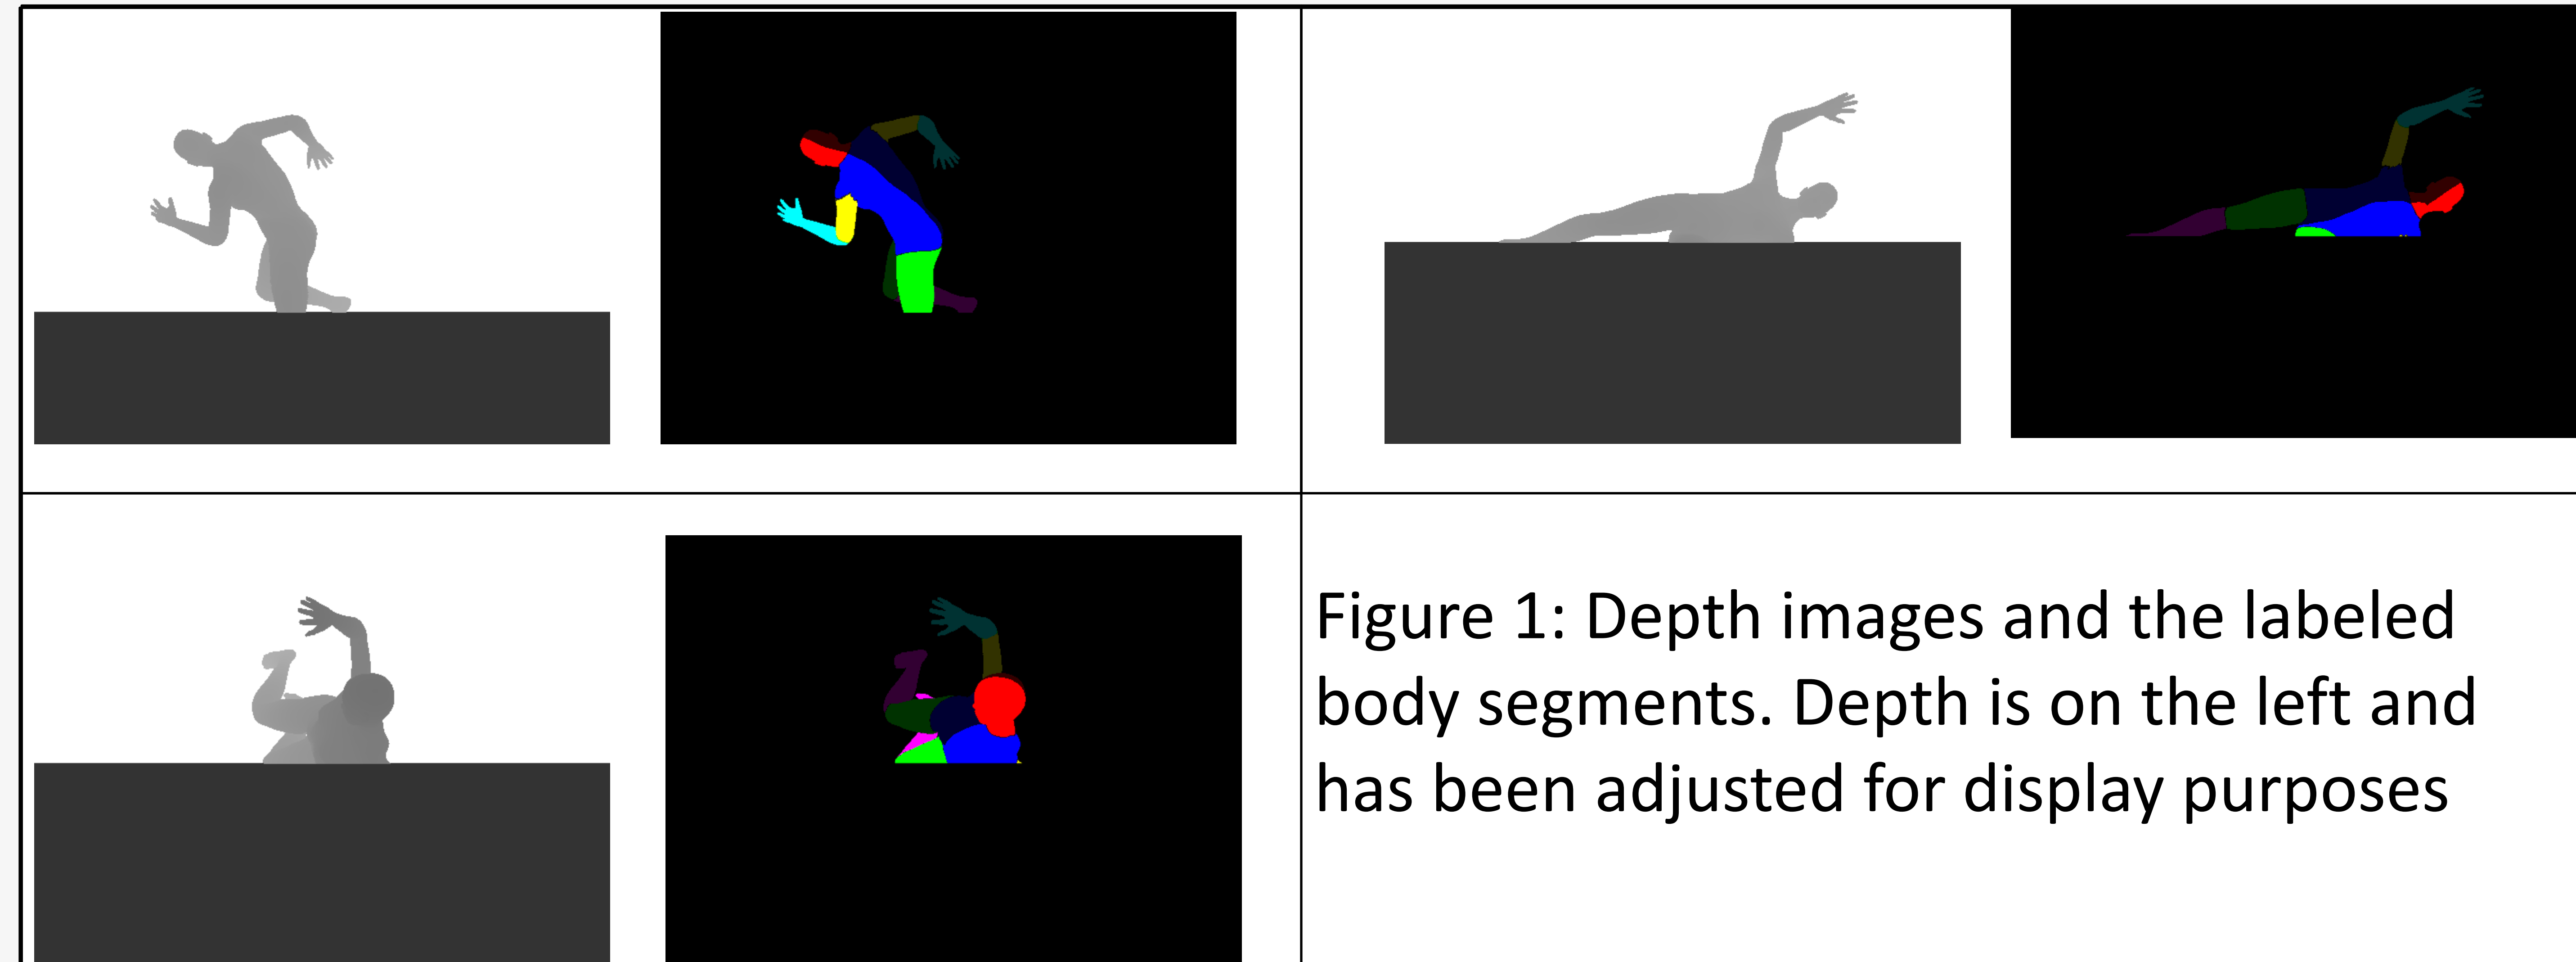 Figure 1: Depth images and the labeled
body segments. Depth is on the left and
has been adjusted for display purposes